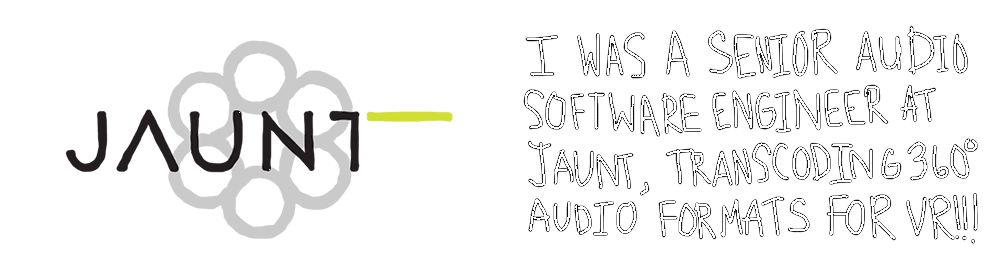 JAUNT
I WAS A SENIOR AUDIO
SOFTWARE ENGINEER AT
JAUNT, TRANSCODING 360°
AUDIO FORMATS FOR VR!!!